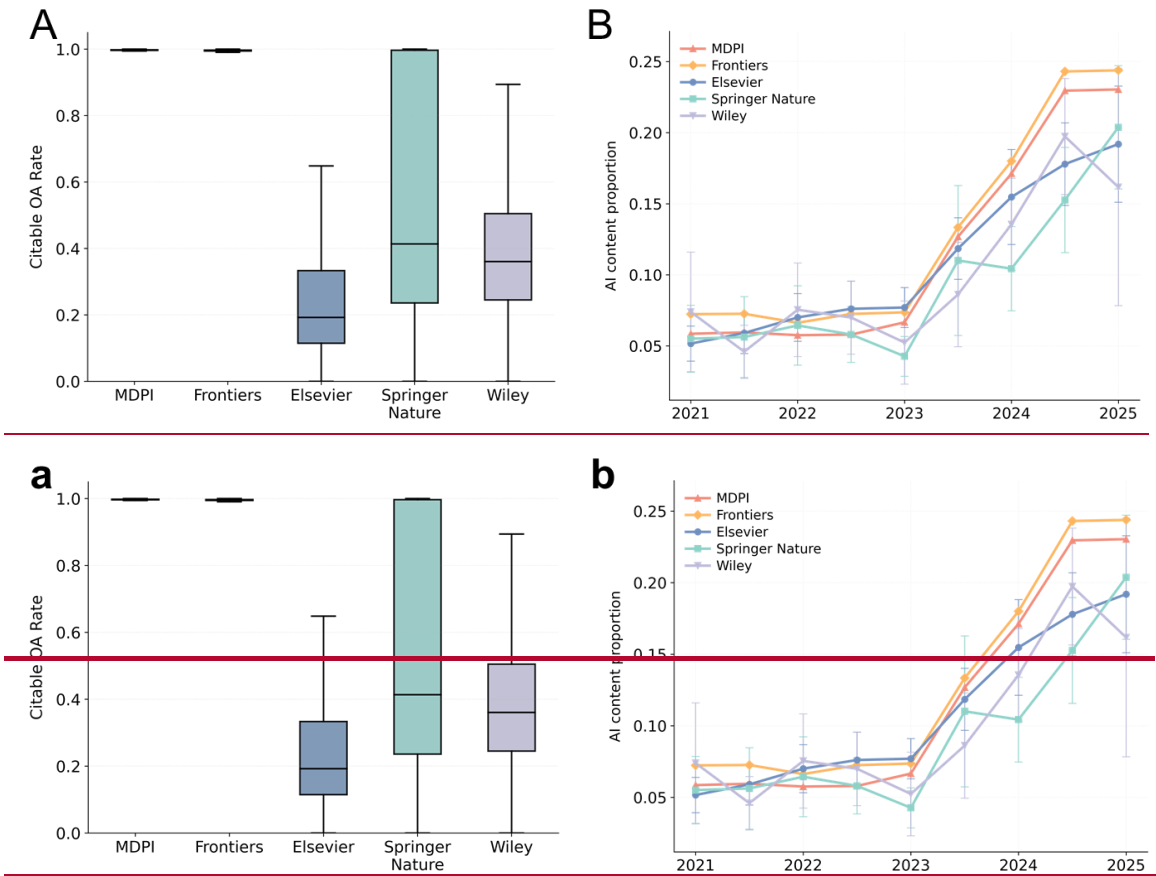 A
Citable OA Rate
1.0
0.8
0.6
0.4
0.2
0.0
MDPI
Frontiers
Elsevier
Springer Nature
Wiley
B
AI content proportion
MDPI
Frontiers
Elsevier
Springer Nature
Wiley
0.25
0.20
0.15
0.10
0.05
2021
2022
2023
2024
2025
a
Citable OA Rate
1.0
0.8
0.6
0.4
0.2
0.0
MDPI
Frontiers
Elsevier
Springer Nature
Wiley
b
AI content proportion
MDPI
Frontiers
Elsevier
Springer Nature
Wiley
0.25
0.20
0.15
0.10
0.05
2021
2022
2023
2024
2025